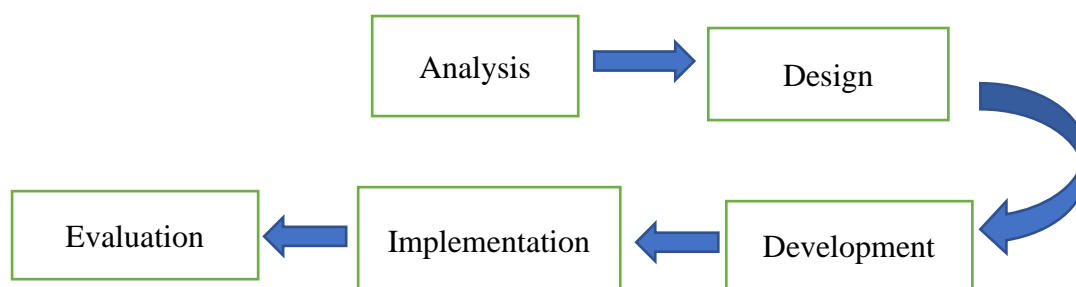 Analysis
Design
Development
Implementation
Evaluation